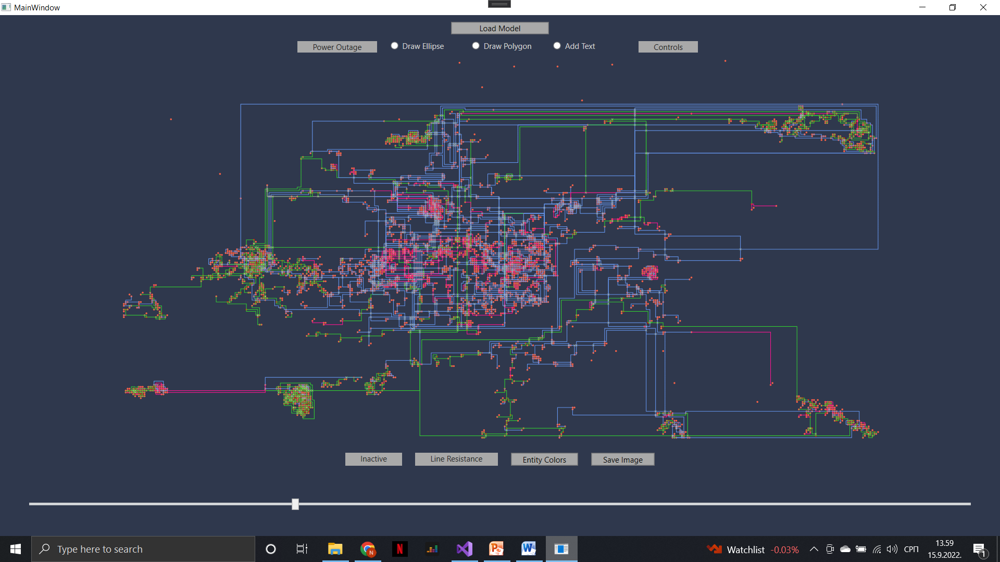 MainWindow
Load Model
Power Outage
Draw Ellipse
Draw Polygon
Add Text
Controls
Inactive
Line Resistance
Entity Colors
Save Image
Type here to search
N
N
P
W
Watchlist -0.03%
СРП
13.59
15.9.2022.
1